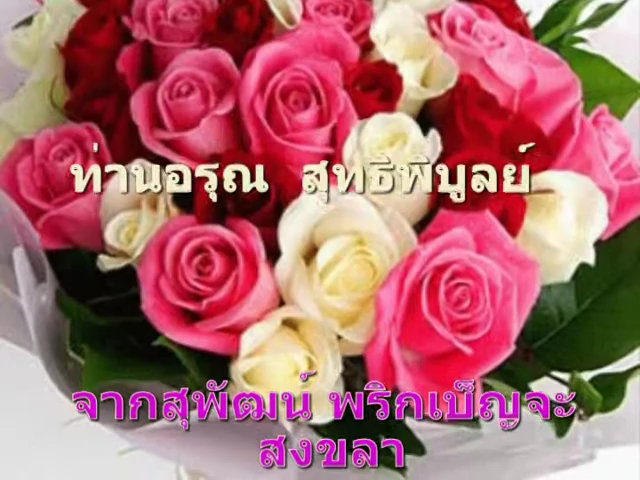 ท่านอรุณ  สุทธิพิบูลย์
จากสุพัฒน์ พริกเบ็ญจะ
สงขลา